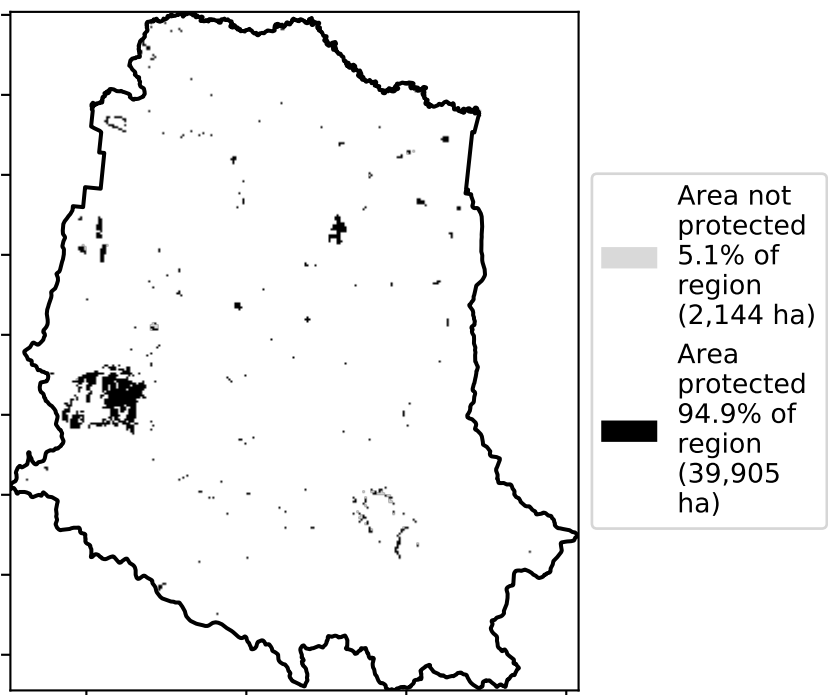 Area not
protected
5.1% of
region
(2,144 ha)
Area
protected
94.9% of
region
(39,905
ha)